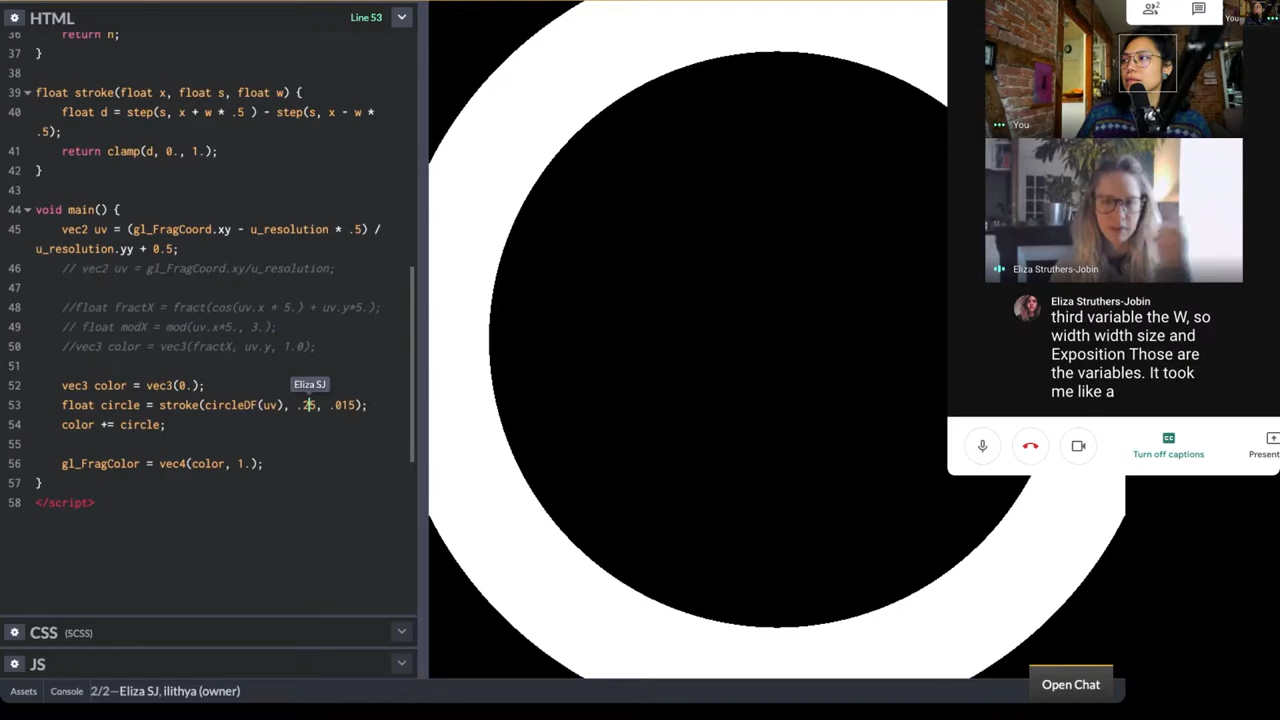 HTML
Line 53
36 return n;
37 }
38
39 float stroke(float x, float s, float w) {
40 float d = step(s, x + w * .5 ) - step(s, x - w *
.5);
41 return clamp(d, 0., 1.);
42 }
43
44 void main() {
45 vec2 uv = (gl_FragCoord.xy - u_resolution * .5) /
u_resolution.yy + 0.5;
46 // vec2 uv = gl_FragCoord.xy/u_resolution;
47
48 //float fractX = fract(cos(uv.x * 5.) + uv.y*5.);
49 // float modX = mod(uv.x*5., 3.);
50 //vec3 color = vec3(fractX, uv.y, 1.0);
51
52 vec3 color = vec3(0.);
Eliza SJ
53 float circle = stroke(circleDF(uv), .25, .015);
54 color += circle;
55
56 gl_FragColor = vec4(color, 1.);
57 }
58 </script>
CSS (SCSS)
JS
Assets Console 2/2—Eliza SJ, ilithya (owner)
2
You
You
Eliza Struthers-Jobin
Eliza Struthers-Jobin
third variable the W, so
width width size and
Exposition Those are
the variables. It took
me like a
Turn off captions
Present
Open Chat